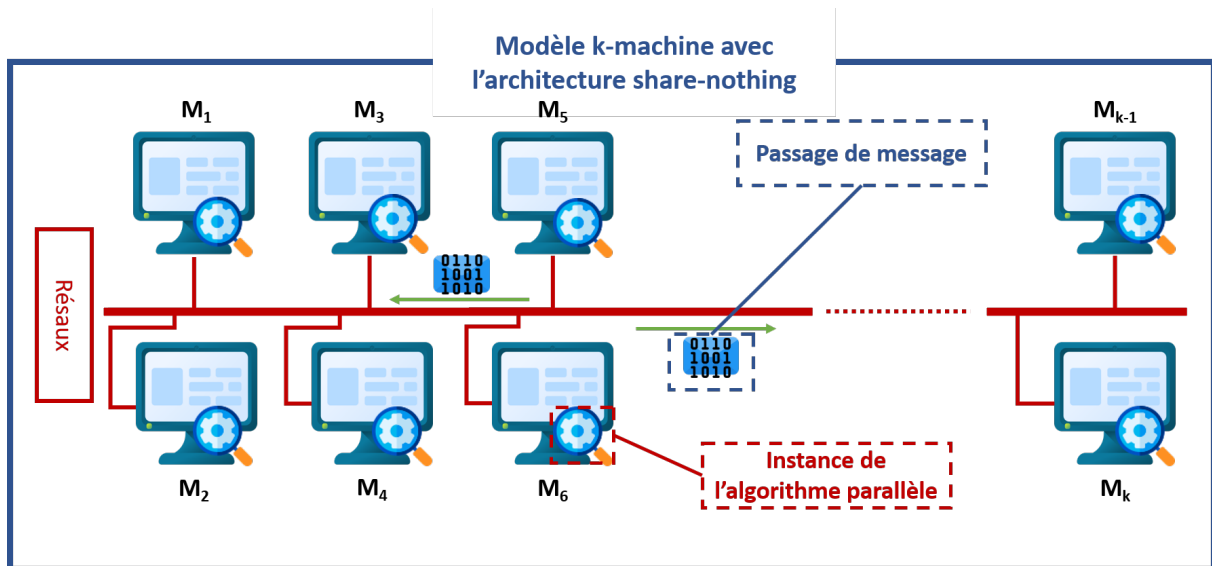 Modèle k-machine avec
l'architecture share-nothing
M1
M3
M5
Mk-1
Passage de message
0110
1001
1010
Résaux
0110
1001
1010
Instance de
l'algorithme parallèle
M2
M4
M6
Mk